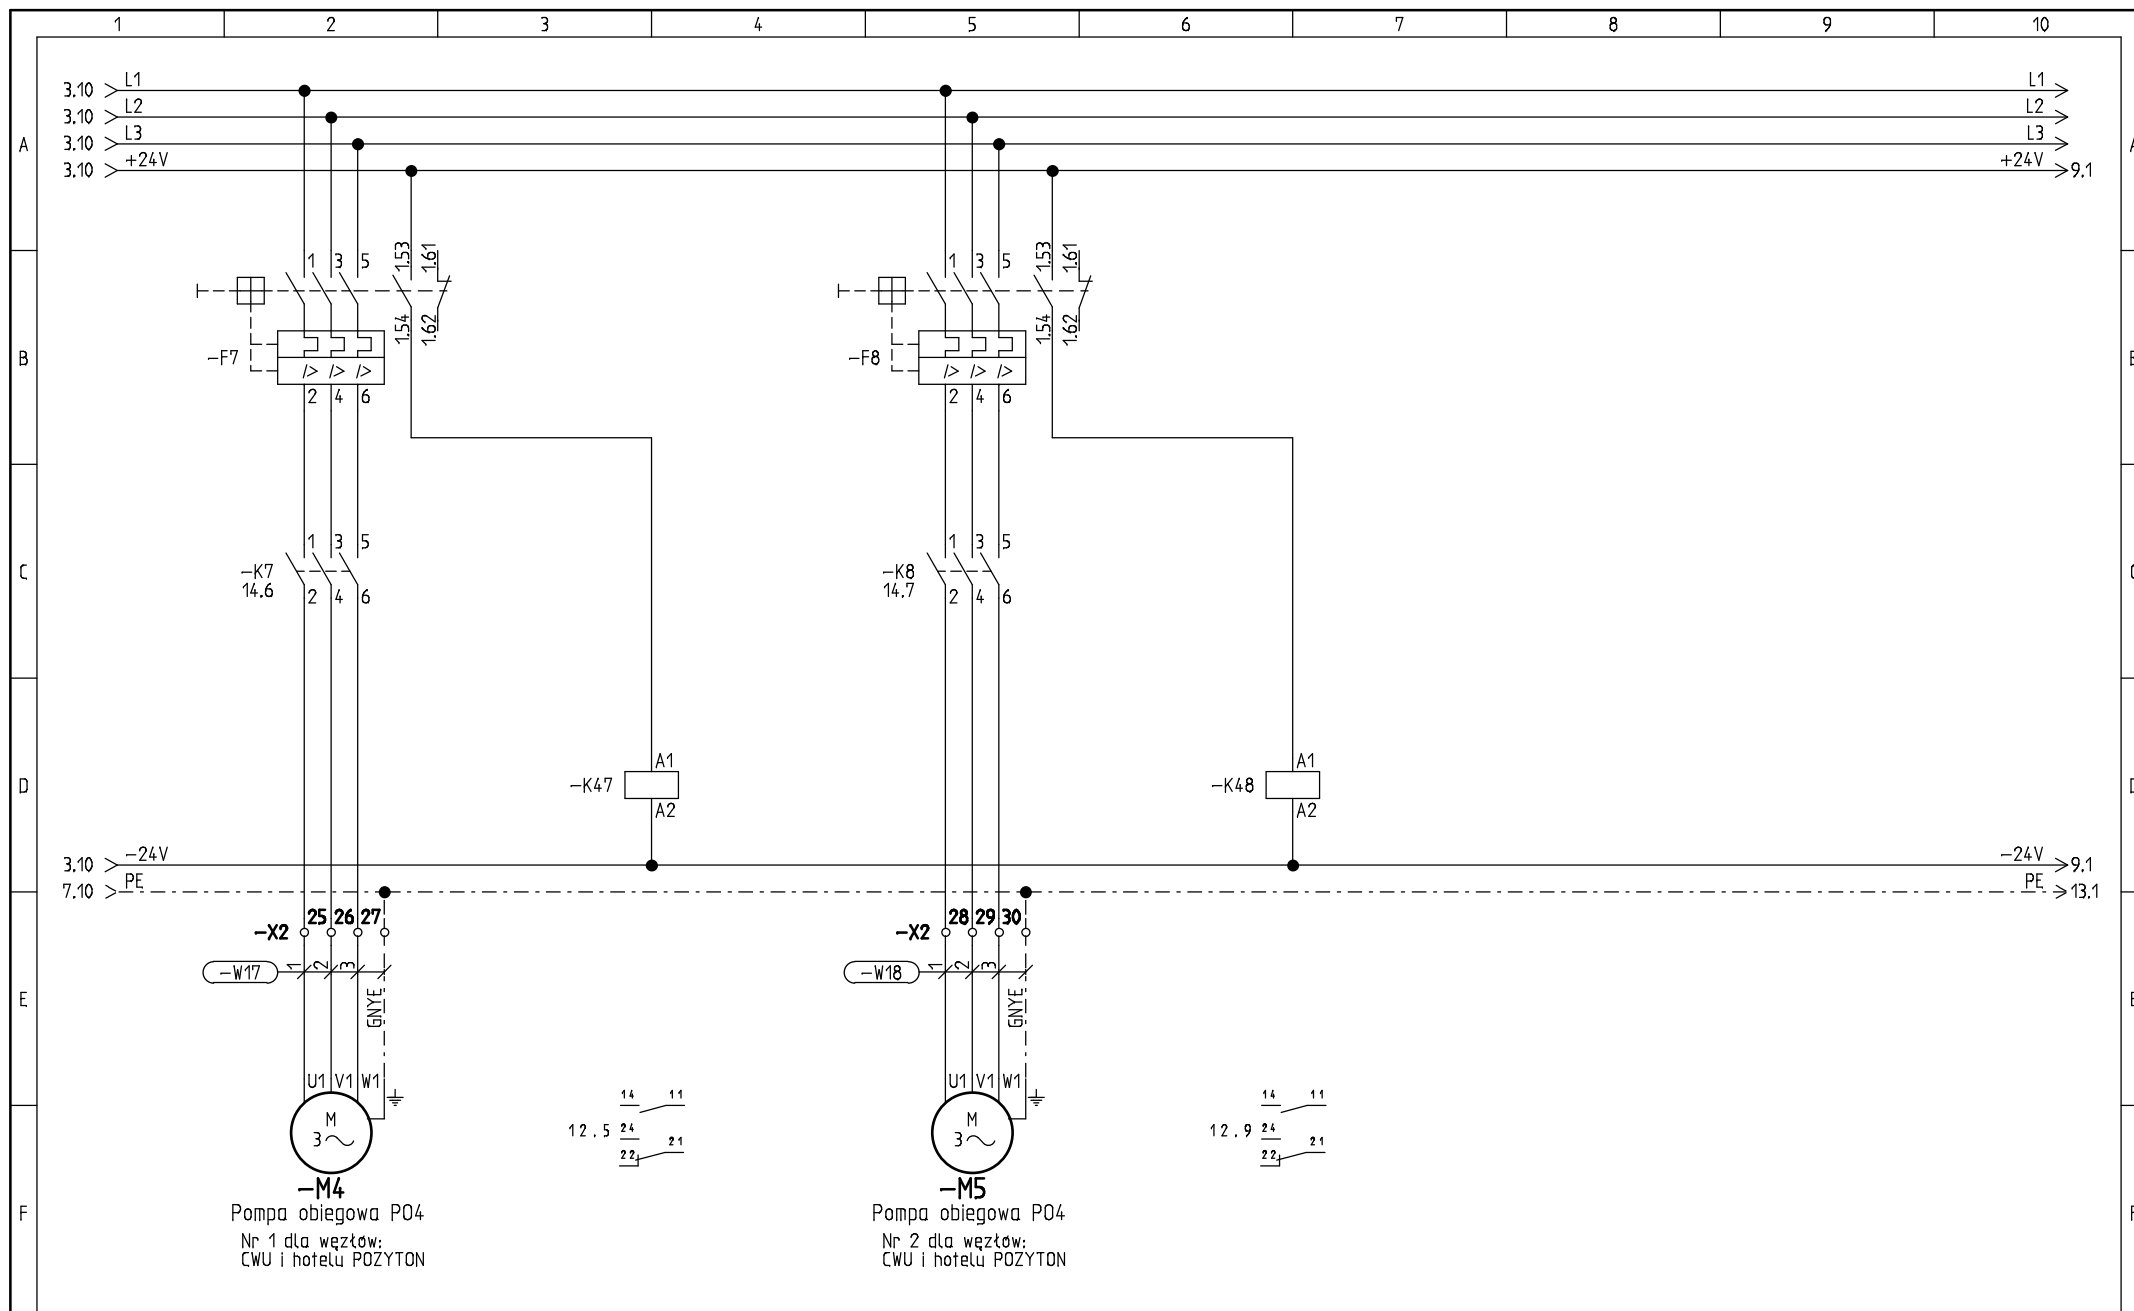 1 2 3 4 5 6 7 8 9 10
3.10 L1 L1
3.10 L2 L2
A 3.10 L3 L3
3.10 +24V +24V 9.1
1.53 1.61 1.53 1.61
1 3 5 1 3 5
1.54 1.62 1.54 1.62
B -F7 -F8
I> I> I> I> I> I>
2 4 6 2 4 6
1 3 5 1 3 5
C -K7 -K8
14.6 14.7
2 4 6 2 4 6
A1 A1
D -K47 -K48
A2 A2
3.10 -24V -24V 9.1
7.10 PE PE 13.1
25 26 27 28 29 30
-X2 -X2
-W17 1 2 3 -W18 1 2 3
E GNYE GNYE
U1 V1 W1 U1 V1 W1
14 11 14 11
M M
3 3
12.5 24 12.9 24
21 21
22 22
-M4 -M5
F Pompa obiegowa PO4 Pompa obiegowa PO4
Nr 1 dla węzłów: Nr 2 dla węzłów:
CWU i hotelu POZYTON CWU i hotelu POZYTON